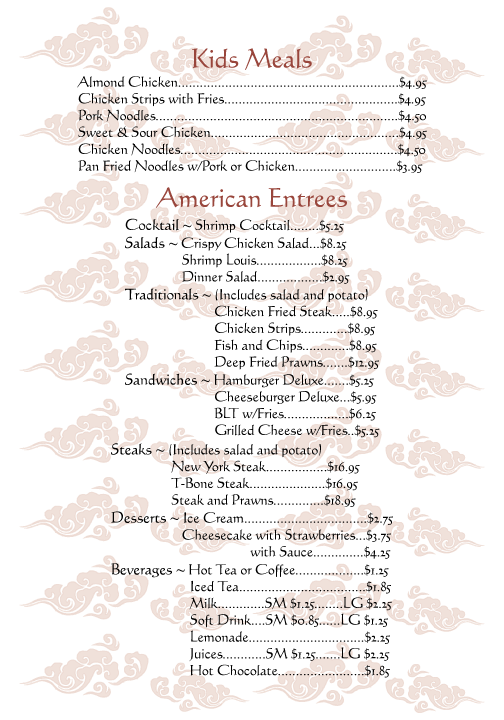 Kids Meals
Almond Chicken..............................................................$4.95
Chicken Strips with Fries................................................$4.95
Pork Noodles...................................................................$4.50
Sweet & Sour Chicken....................................................$4.95
Chicken Noodles............................................................$4.50
Pan Fried Noodles w/Pork or Chicken............................$3.95
American Entrees
Cocktail ~ Shrimp Cocktail........$5.25
Salads ~ Crispy Chicken Salad...$8.25
Shrimp Louis..................$8.25
Dinner Salad..................$2.95
Traditionals ~ (Includes salad and potato)
Chicken Fried Steak.....$8.95
Chicken Strips.............$8.95
Fish and Chips.............$8.95
Deep Fried Prawns.......$12.95
Sandwiches ~ Hamburger Deluxe.......$5.25
Cheeseburger Deluxe...$5.95
BLT w/Fries..................$6.25
Grilled Cheese w/Fries..$5.25
Steaks ~ (Includes salad and potato)
New York Steak.................$16.95
T-Bone Steak.....................$16.95
Steak and Prawns..............$18.95
Desserts ~ Ice Cream..................................$2.75
Cheesecake with Strawberries...$3.75
with Sauce..............$4.25
Beverages ~ Hot Tea or Coffee...................$1.25
Iced Tea...................................$1.85
Milk.............SM $1.25........LG $2.25
Soft Drink....SM $0.85......LG $1.25
Lemonade................................$2.25
Juices............SM $1.25.......LG $2.25
Hot Chocolate........................$1.85